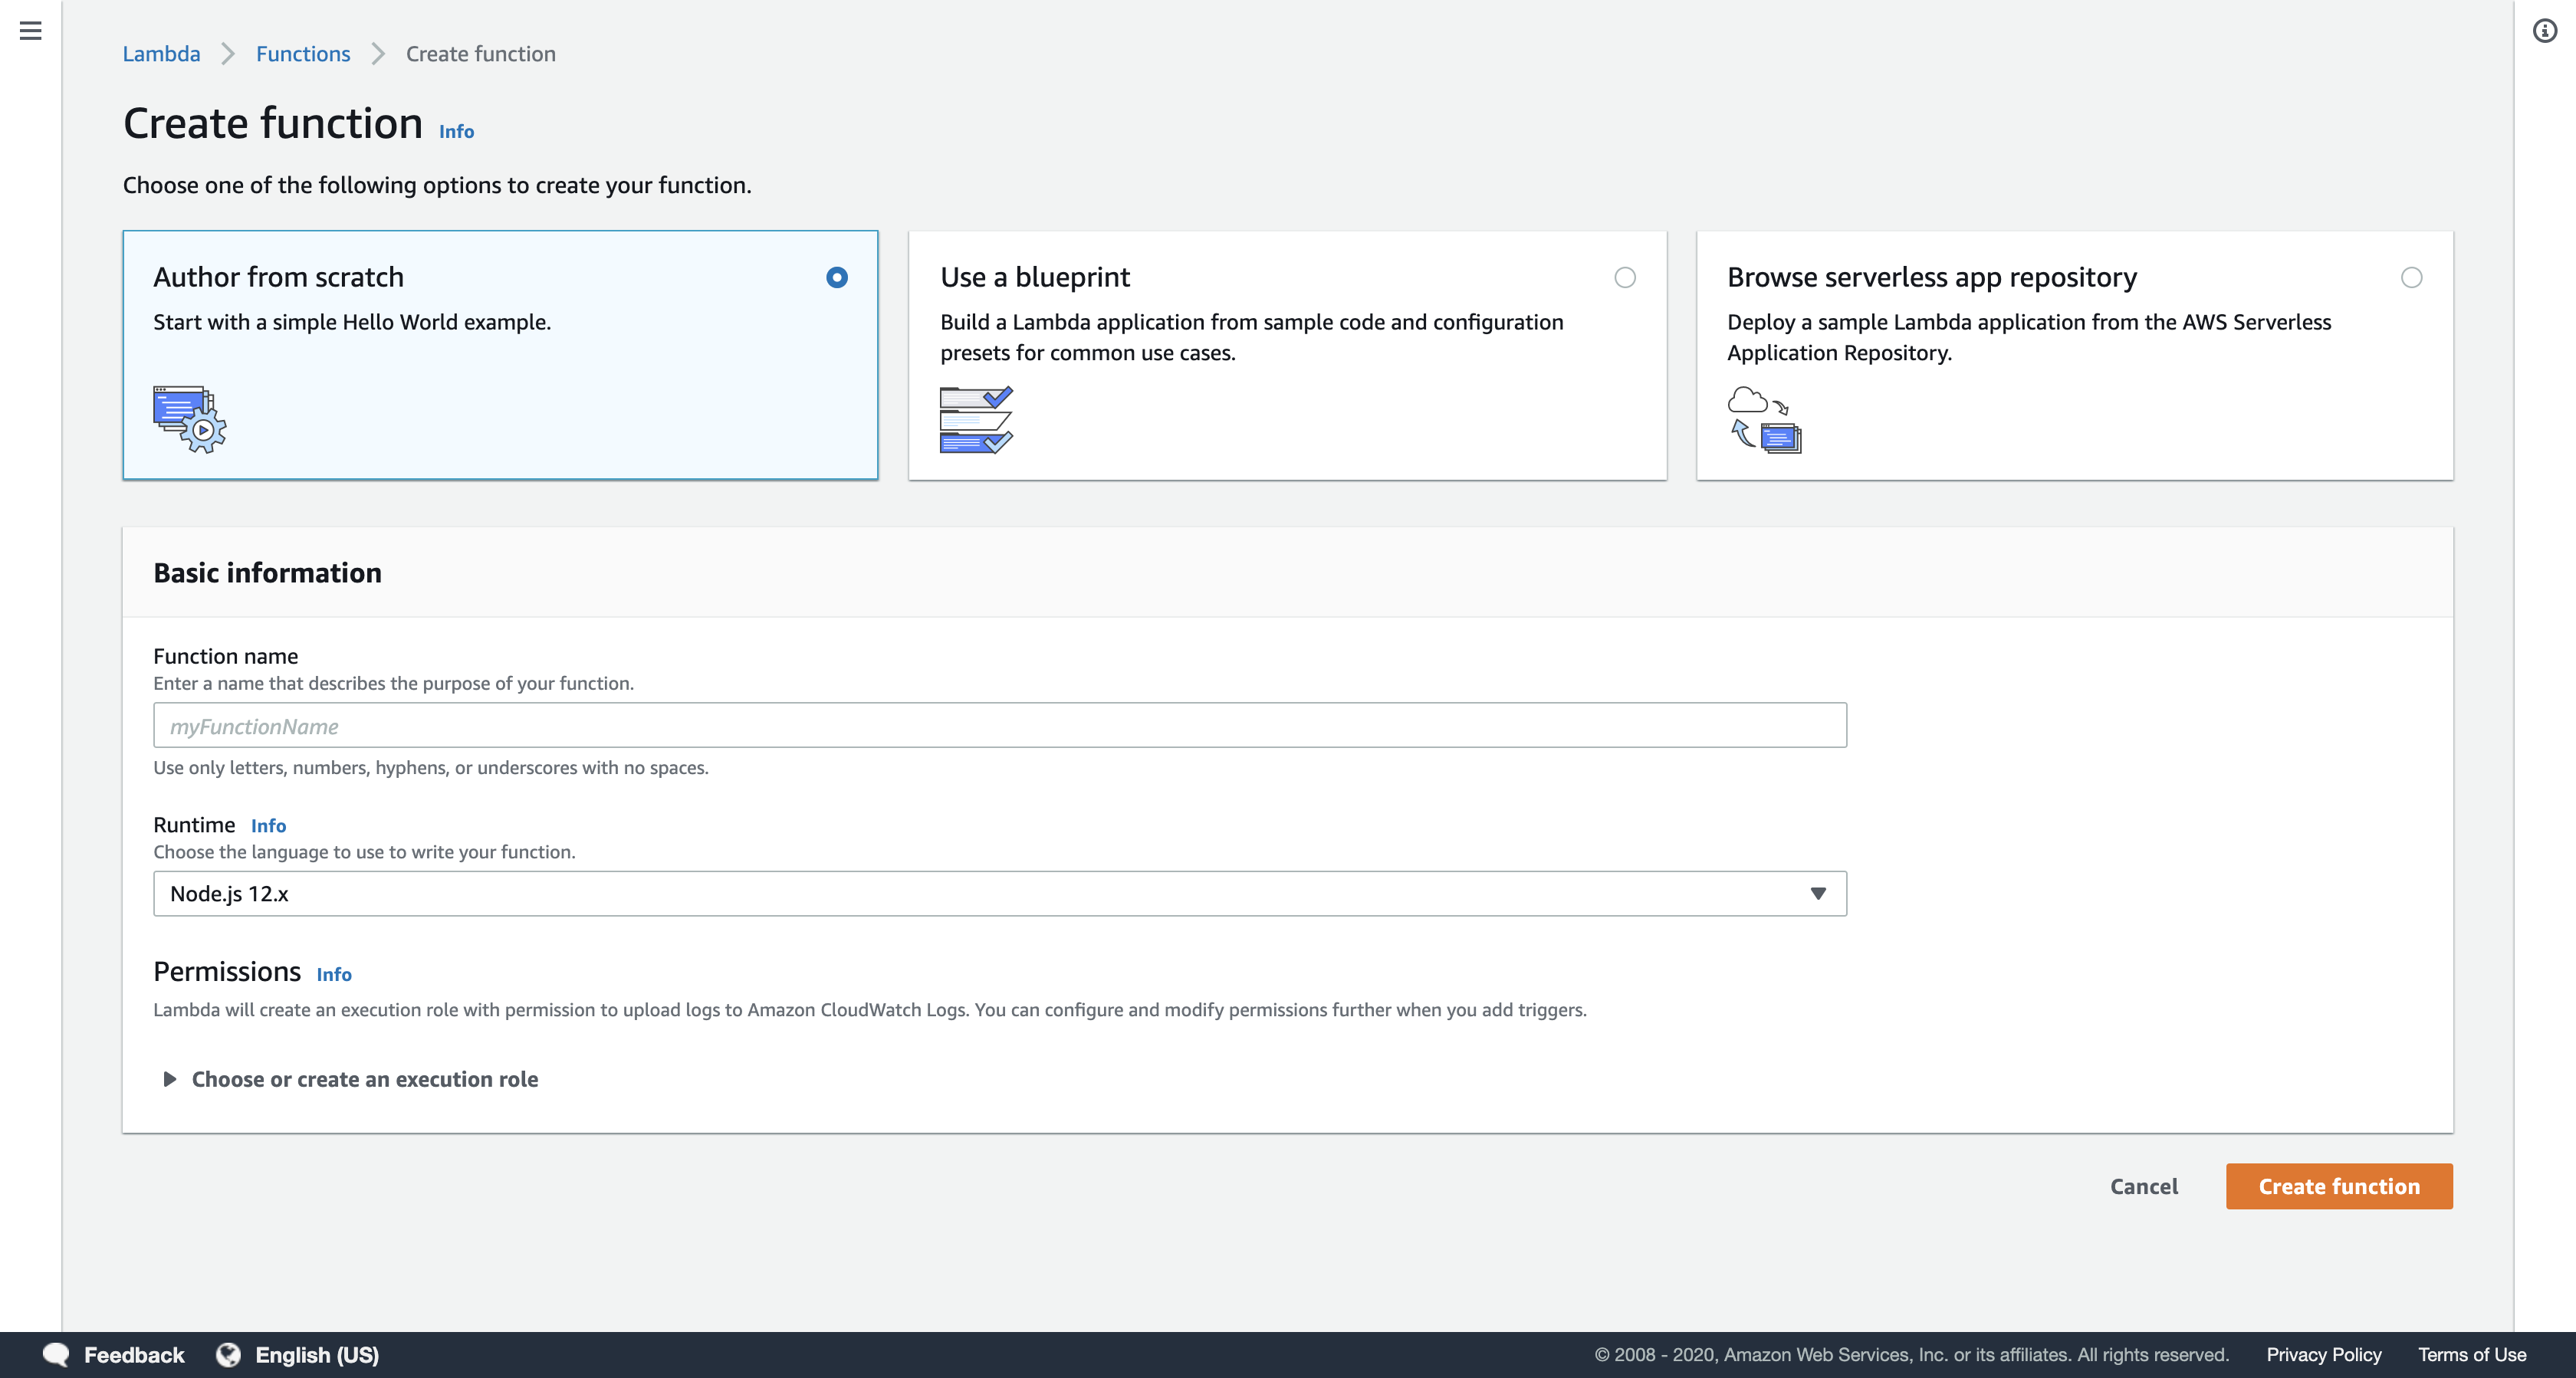 Lambda > Functions > Create function
Create function Info
Choose one of the following options to create your function.
Author from scratch
Start with a simple Hello World example.
Use a blueprint
Build a Lambda application from sample code and configuration
presets for common use cases.
Browse serverless app repository
Deploy a sample Lambda application from the AWS Serverless
Application Repository.
Basic information
Function name
Enter a name that describes the purpose of your function.
myFunctionName
Use only letters, numbers, hyphens, or underscores with no spaces.
Runtime Info
Choose the language to use to write your function.
Node.js 12.x
Permissions Info
Lambda will create an execution role with permission to upload logs to Amazon CloudWatch Logs. You can configure and modify permissions further when you add triggers.
Choose or create an execution role
Cancel Create function
Feedback English (US) © 2008 - 2020, Amazon Web Services, Inc. or its affiliates. All rights reserved. Privacy Policy Terms of Use